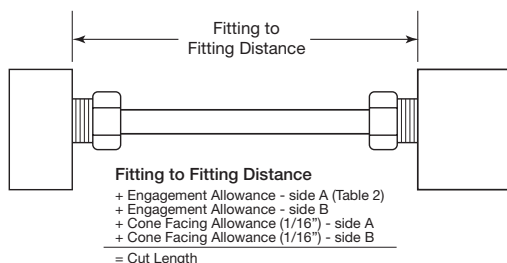 Fitting to
Fitting Distance
Fitting to Fitting Distance
+ Engagement Allowance - side A (Table 2)
+ Engagement Allowance - side B
+ Cone Facing Allowance (1/16”) - side A
+ Cone Facing Allowance (1/16”) - side B
= Cut Length